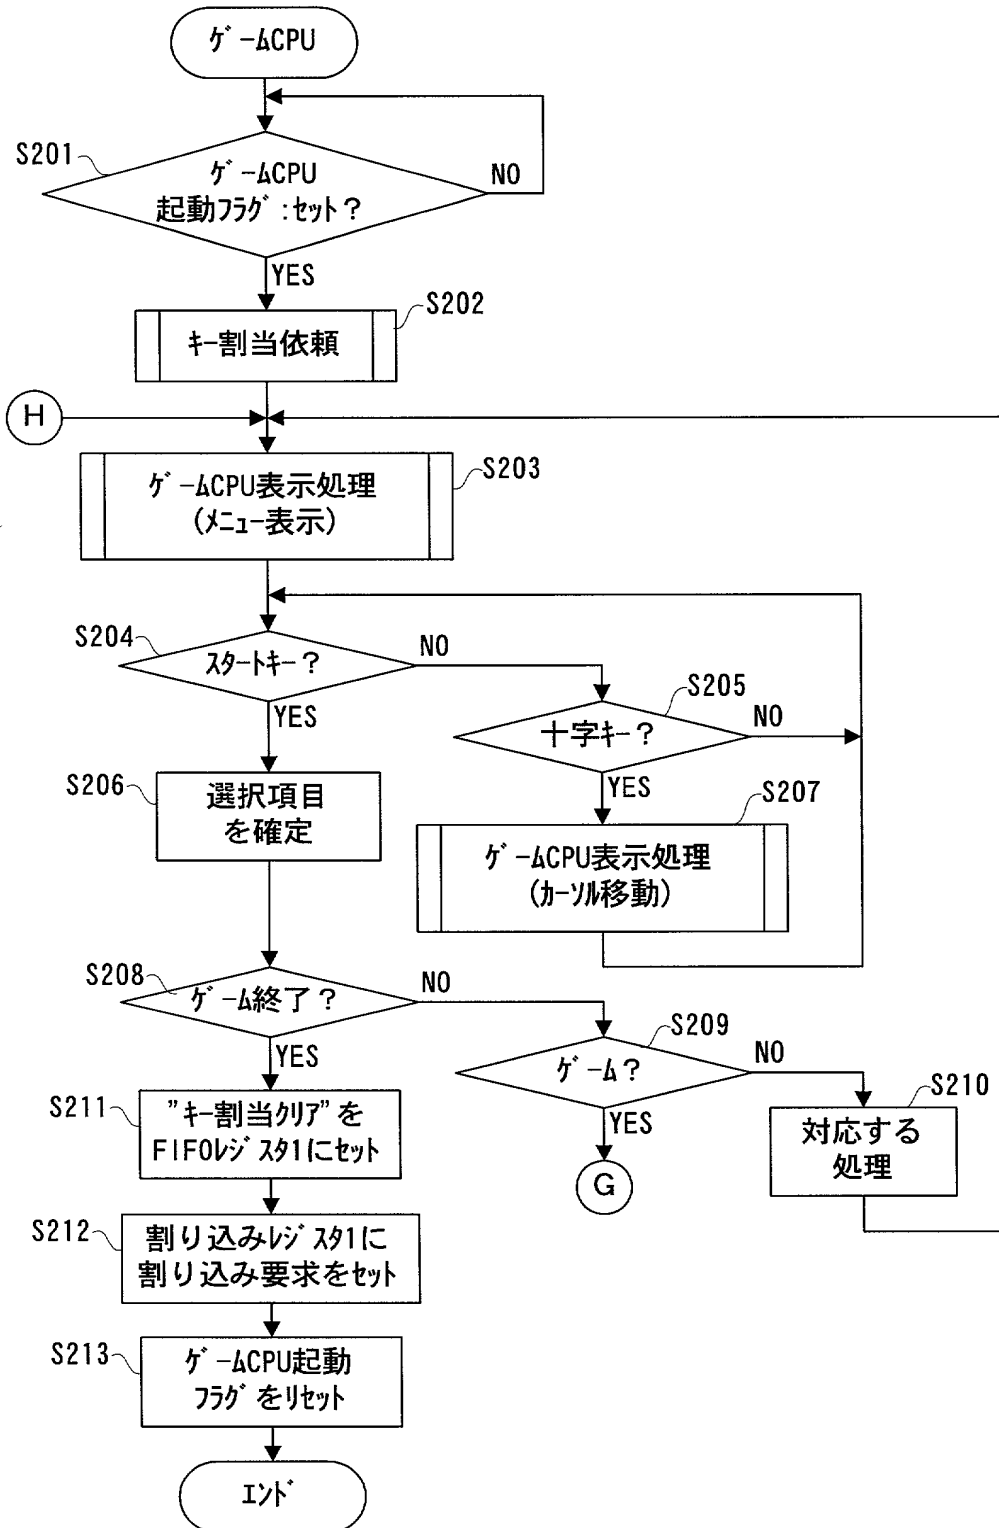 ゲームCPU
S201
ゲームCPU
起動フラグ:セット?
NO
YES
S202
キー割当依頼
H
S203
ゲームCPU表示処理
(メニュー表示)
S204
スタートキー?
NO
YES
S205
十字キー?
NO
YES
S206
選択項目
を確定
S207
ゲームCPU表示処理
(カーソル移動)
S208
ゲーム終了?
NO
YES
S209
ゲーム?
NO
YES
G
S210
対応する
処理
S211
"キー割当クリア"を
FIFOレジスタ1にセット
S212
割り込みレジスタ1に
割り込み要求をセット
S213
ゲームCPU起動
フラグをリセット
エンド